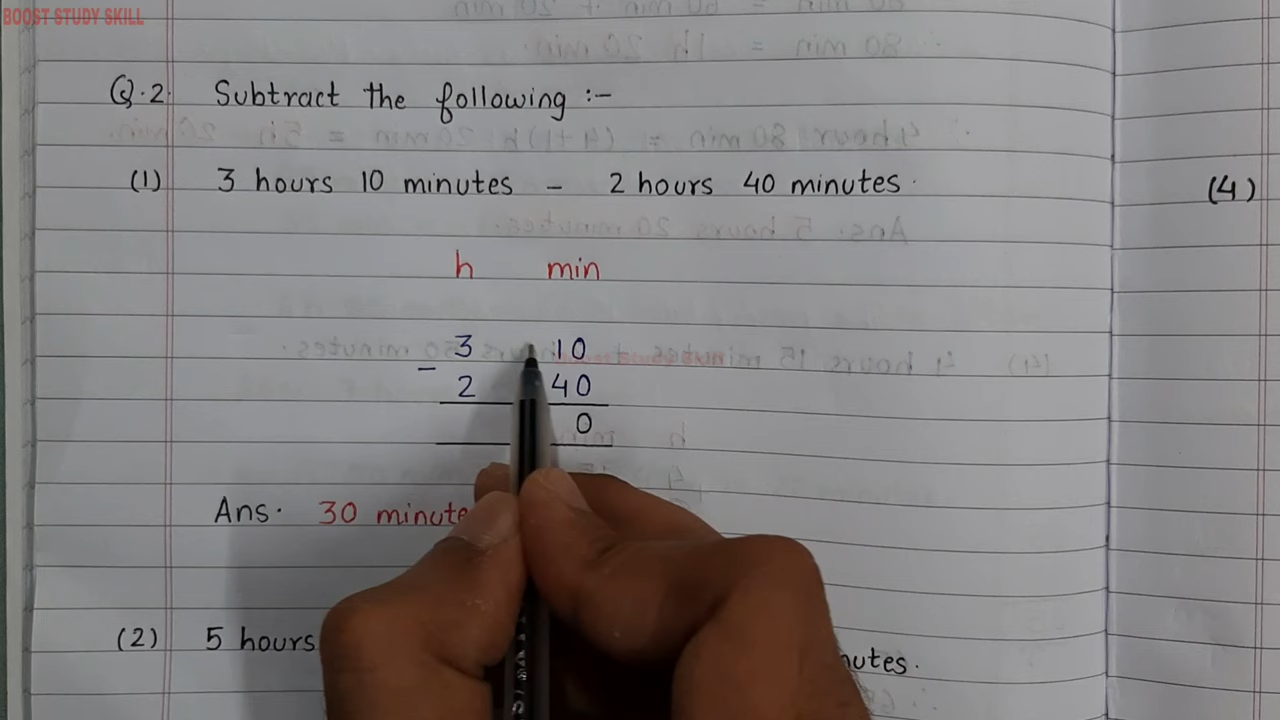 BOOST STUDY SKILL
Q.2. Subtract the following :-
(1) 3 hours 10 minutes - 2 hours 40 minutes.
(4)
h min
3 10
-
2 40
0
Ans. 30 minute
(2) 5 hours
nutes.